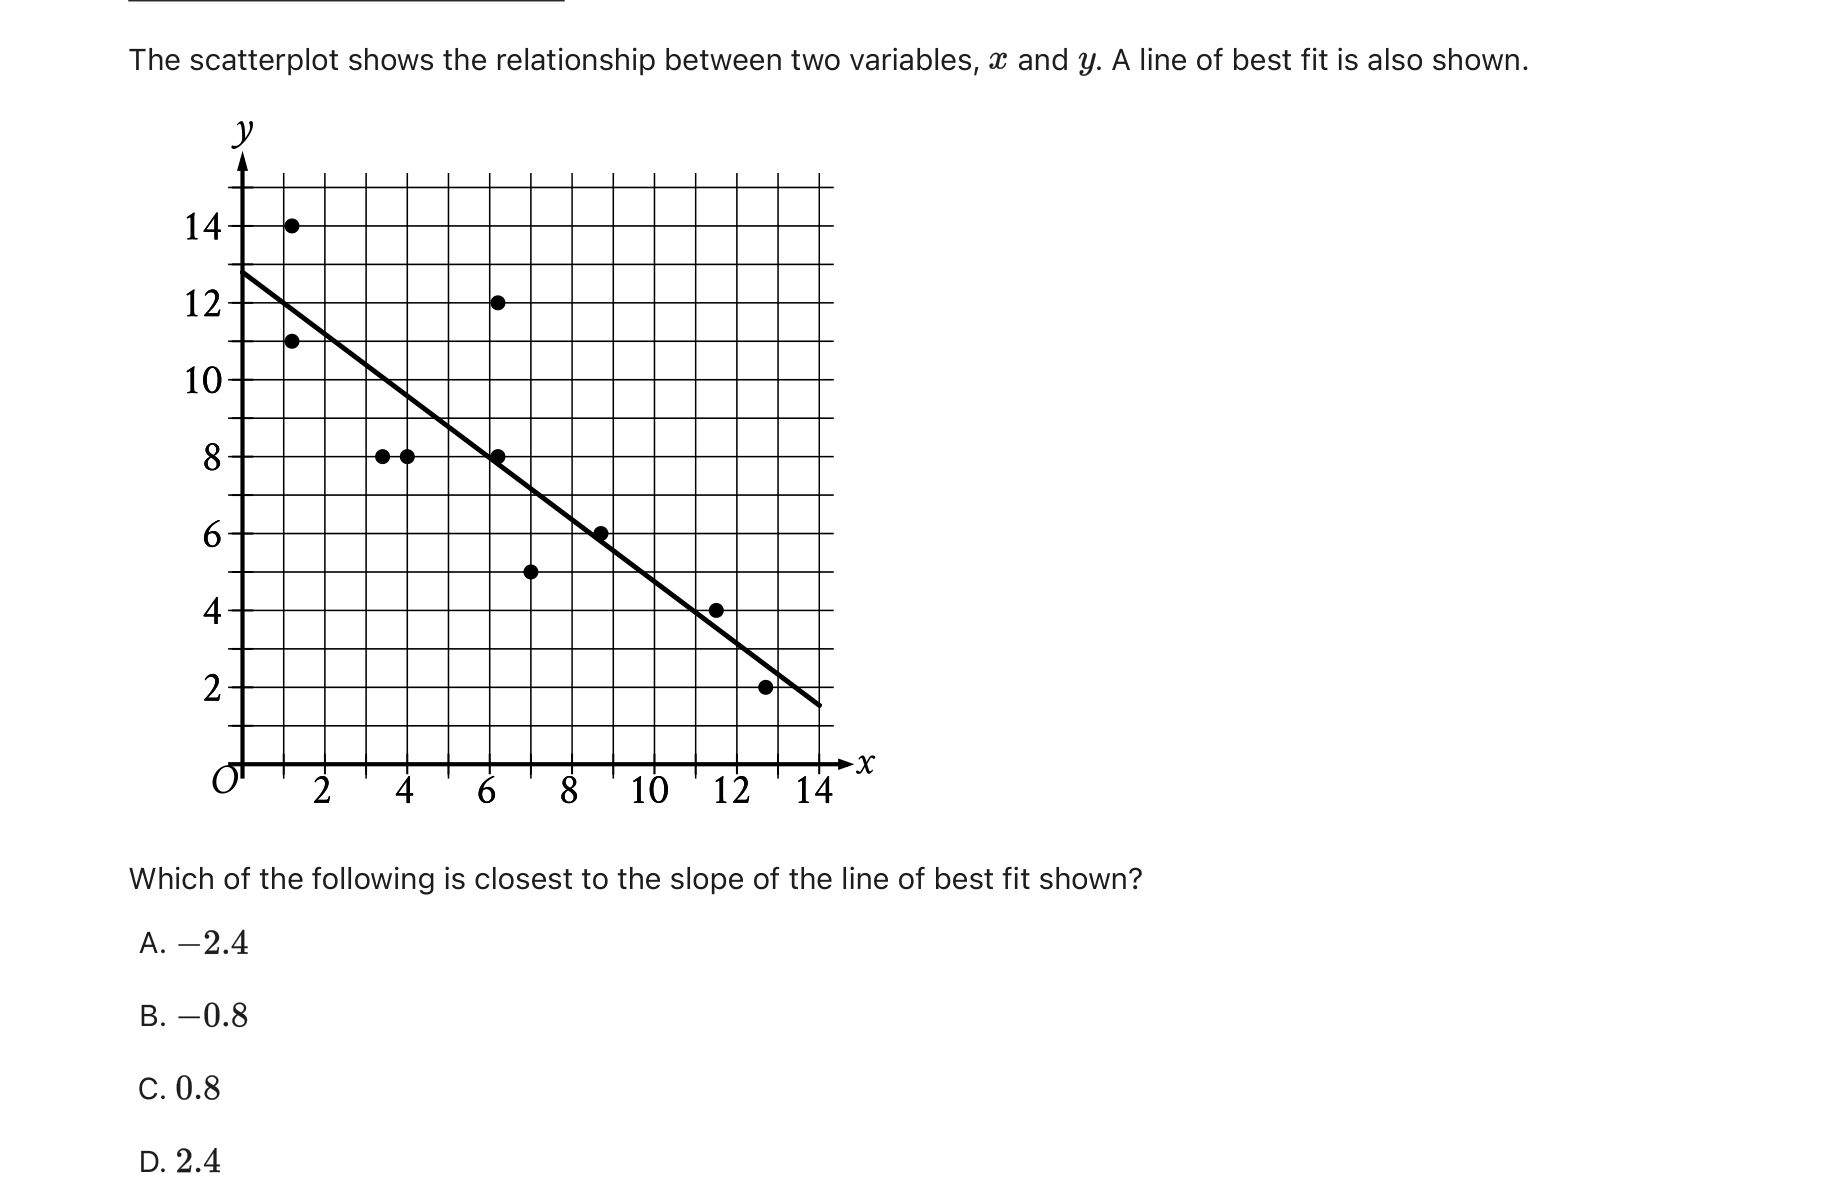 The scatterplot shows the relationship between two variables, x and y. A line of best fit is also shown.
y
14
12
10
8
6
4
2
O
2 4 6 8 10 12 14
x
Which of the following is closest to the slope of the line of best fit shown?
A. −2.4
B. −0.8
C. 0.8
D. 2.4